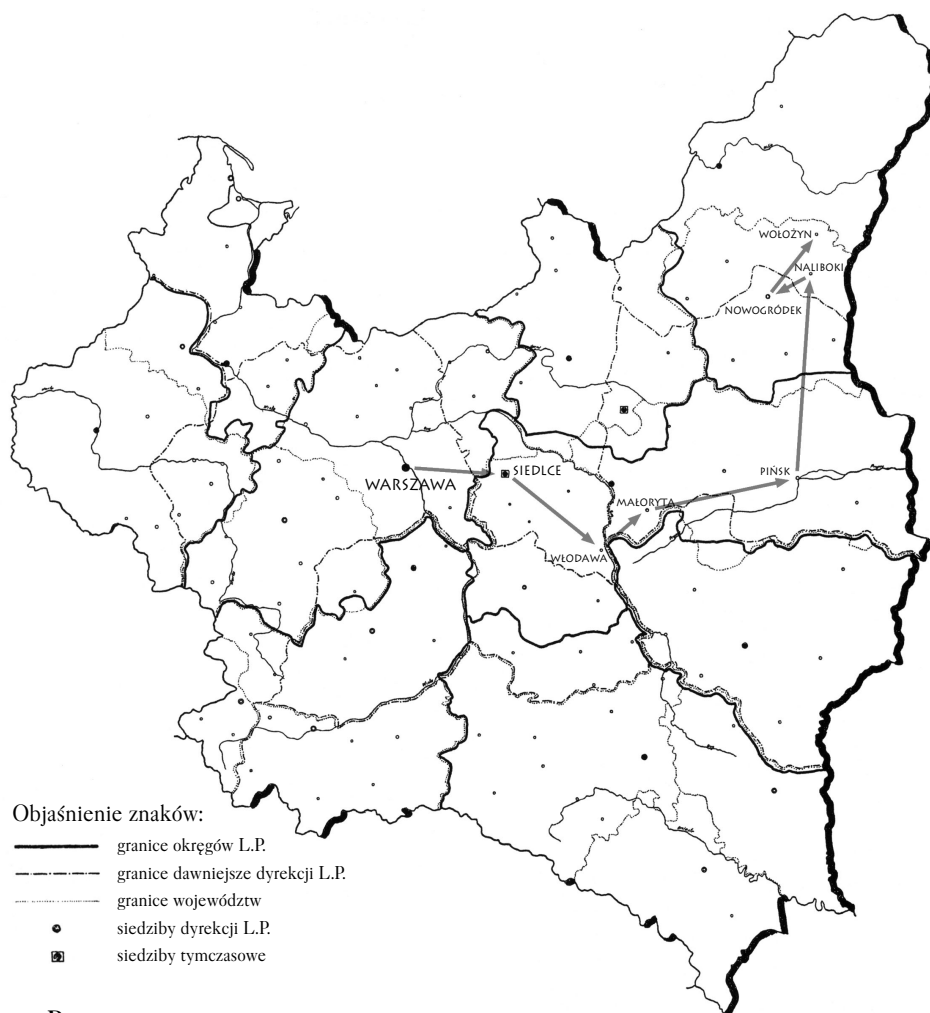 WOŁOŻYN
NALIBOKI
NOWOGRÓDEK
SIEDLCE
WARSZAWA
PIŃSK
MAŁORYTA
WŁODAWA
Objaśnienie znaków:
granice okręgów L.P.
granice dawniejsze dyrekcji L.P.
granice województw
siedziby dyrekcji L.P.
siedziby tymczasowe